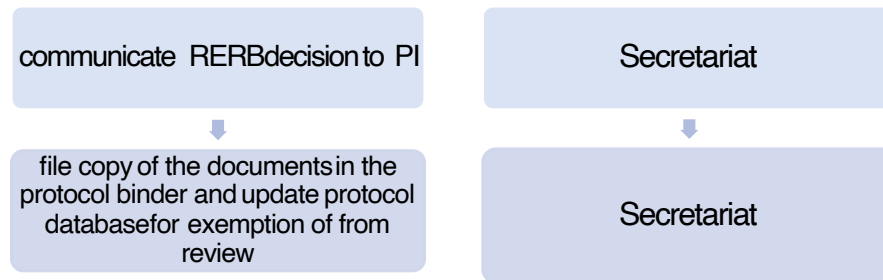 communicate RERBdecision to PI
Secretariat
file copy of the documents in the
protocol binder and update protocol
databasefor exemption of from
review
Secretariat